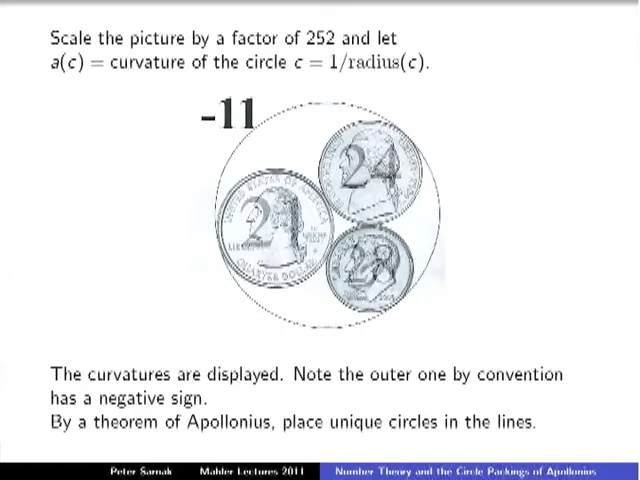 Scale the picture by a factor of 252 and let
a(c) = curvature of the circle c = 1/radius(c).
-11
24
28
The curvatures are displayed. Note the outer one by convention
has a negative sign.
By a theorem of Apollonius, place unique circles in the lines.
Peter Sarnak Mahler Lectures 2011 Number Theory and the Circle Packings of Apollonius